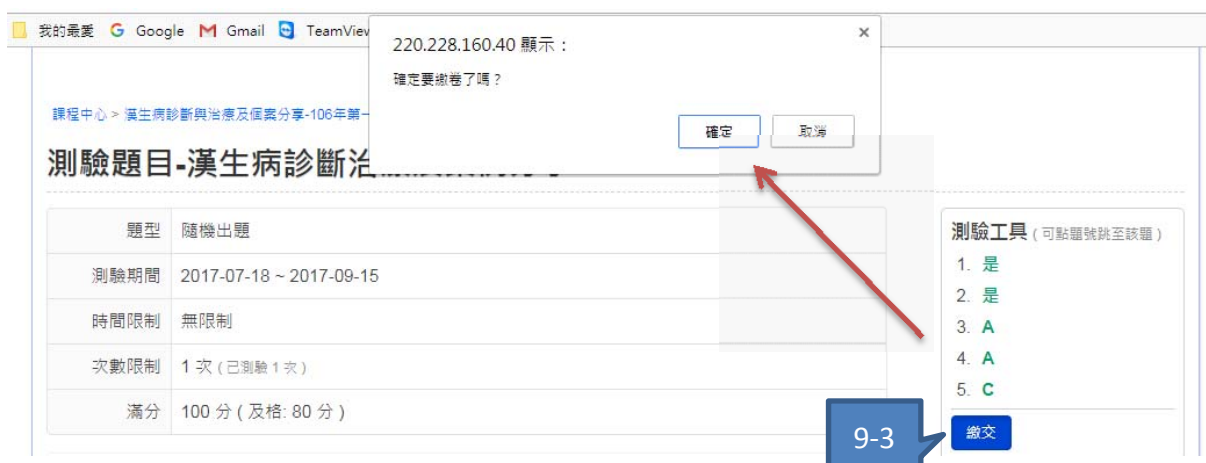 我的最愛 Google Gmail TeamView
220.228.160.40 顯示：
確定要繳卷了嗎？
確定 取消
課程中心 > 漢生病診斷與治療及個案分享-106年第一
測驗題目-漢生病診斷治
題型 隨機出題
測驗期間 2017-07-18 ~ 2017-09-15
時間限制 無限制
次數限制 1 次 ( 已測驗 1 次 )
滿分 100 分 ( 及格: 80 分 )
測驗工具 ( 可點題號跳至該題 )
1. 是
2. 是
3. A
4. A
5. C
繳交
9-3